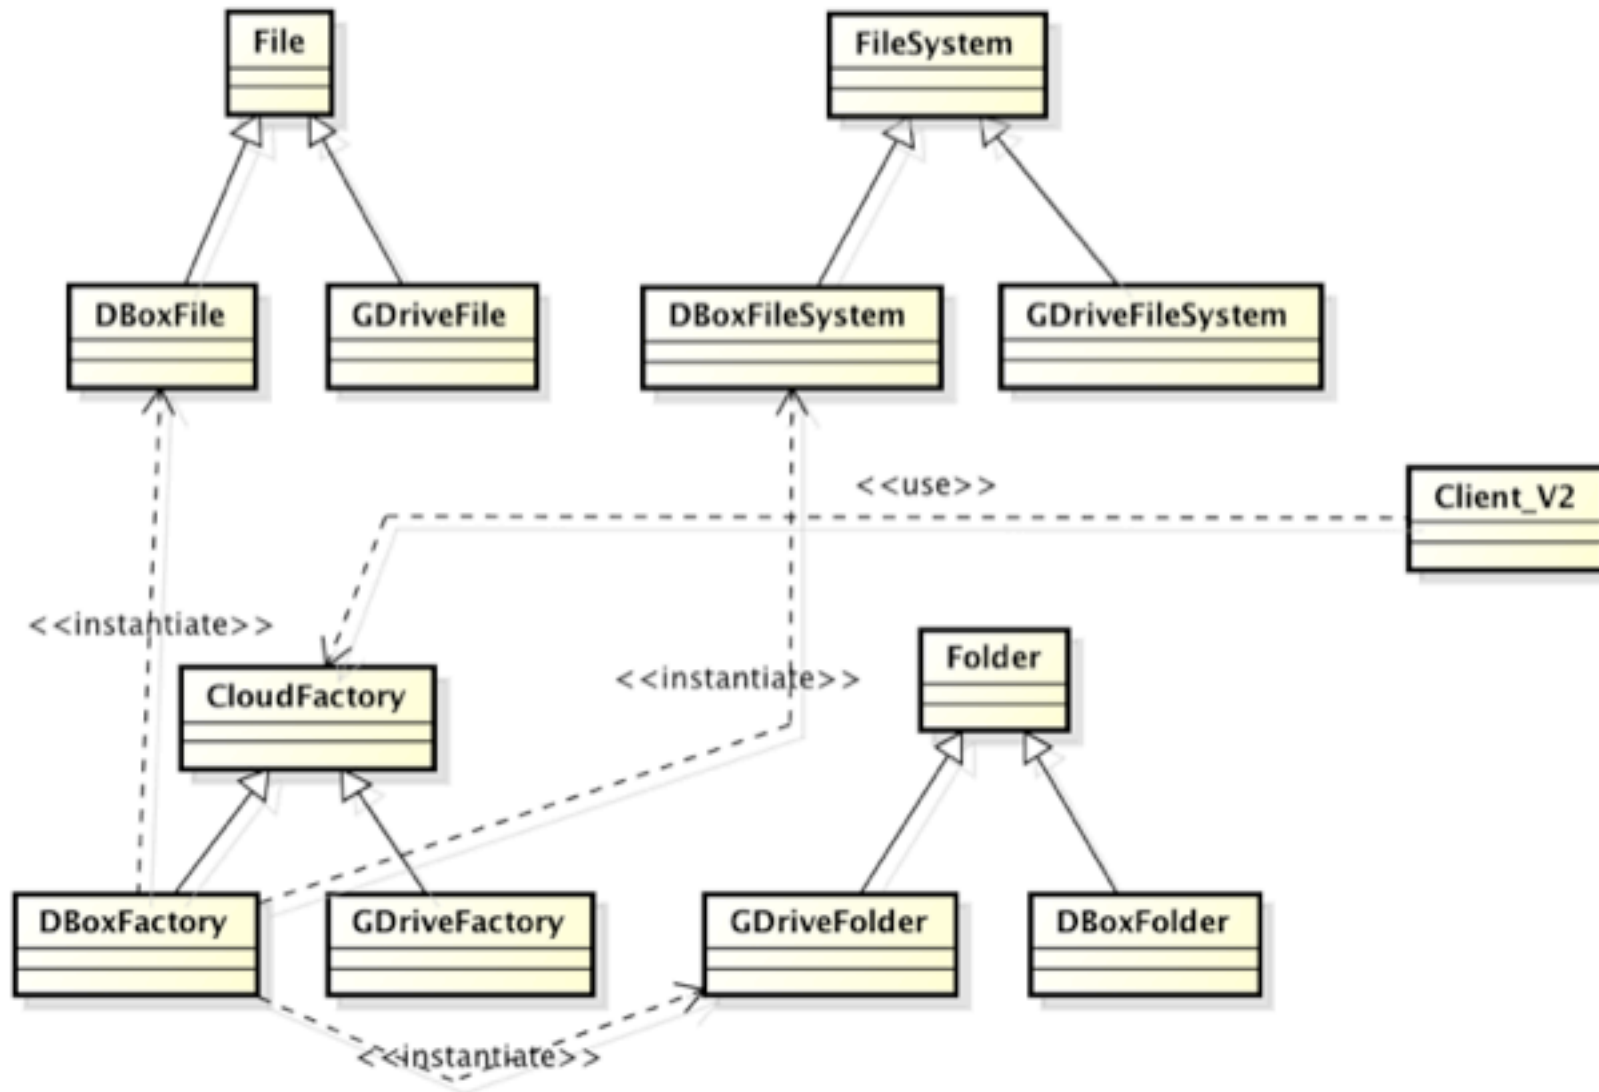 File
FileSystem
DBoxFile
GDriveFile
DBoxFileSystem
GDriveFileSystem
<<use>>
Client_V2
<<instantiate>>
<<instantiate>>
Folder
CloudFactory
DBoxFactory
GDriveFactory
GDriveFolder
DBoxFolder
<<instantiate>>